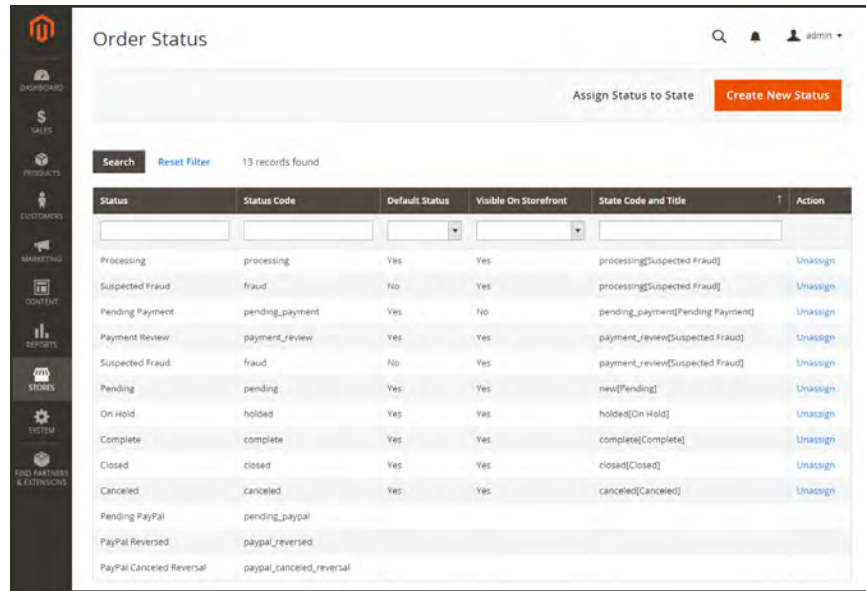 Order Status
admin
DASHBOARD
SALES
PRODUCTS
CUSTOMERS
MARKETING
CONTENT
REPORTS
STORES
SYSTEM
FIND PARTNERS
& EXTENSIONS
Assign Status to State Create New Status
Search Reset Filter 13 records found
Status Status Code Default Status Visible On Storefront State Code and Title ↑ Action
Processing processing Yes Yes processing[Suspected Fraud] Unassign
Suspected Fraud fraud No Yes processing[Suspected Fraud] Unassign
Pending Payment pending_payment Yes No pending_payment[Pending Payment] Unassign
Payment Review payment_review Yes Yes payment_review[Suspected Fraud] Unassign
Suspected Fraud fraud No Yes payment_review[Suspected Fraud] Unassign
Pending pending Yes Yes new[Pending] Unassign
On Hold holded Yes Yes holded[On Hold] Unassign
Complete complete Yes Yes complete[Complete] Unassign
Closed closed Yes Yes closed[Closed] Unassign
Canceled canceled Yes Yes canceled[Canceled] Unassign
Pending PayPal pending_paypal
PayPal Reversed paypal_reversed
PayPal Canceled Reversal paypal_canceled_reversal